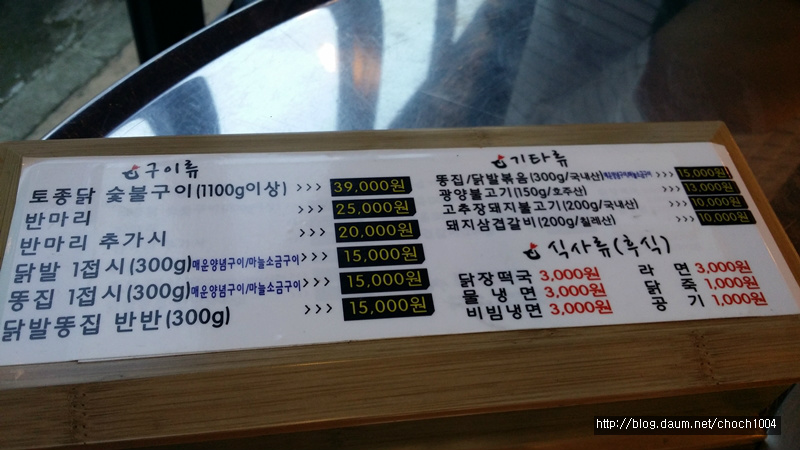 구이류
토종닭 숯불구이(1100g이상) >>> 39,000원
반마리 >>> 25,000원
반마리 추가시 >>> 20,000원
닭발 1접시(300g)매운양념구이/마늘소금구이>>> 15,000원
똥집 1접시(300g)매운양념구이/마늘소금구이>>> 15,000원
닭발똥집 반반(300g) >>> 15,000원
기타류
똥집/닭발볶음(300g/국내산) >>> 15,000원
광양불고기(150g/호주산) >>> 13,000원
고추장돼지불고기(200g/국내산) >>> 10,000원
돼지삼겹갈비(200g/칠레산) >>> 10,000원
식사류(후식)
닭장떡국 3,000원 라 면 3,000원
물 냉 면 3,000원 닭 죽 1,000원
비빔냉면 3,000원 공 기 1,000원
http://blog.daum.net/choch1004